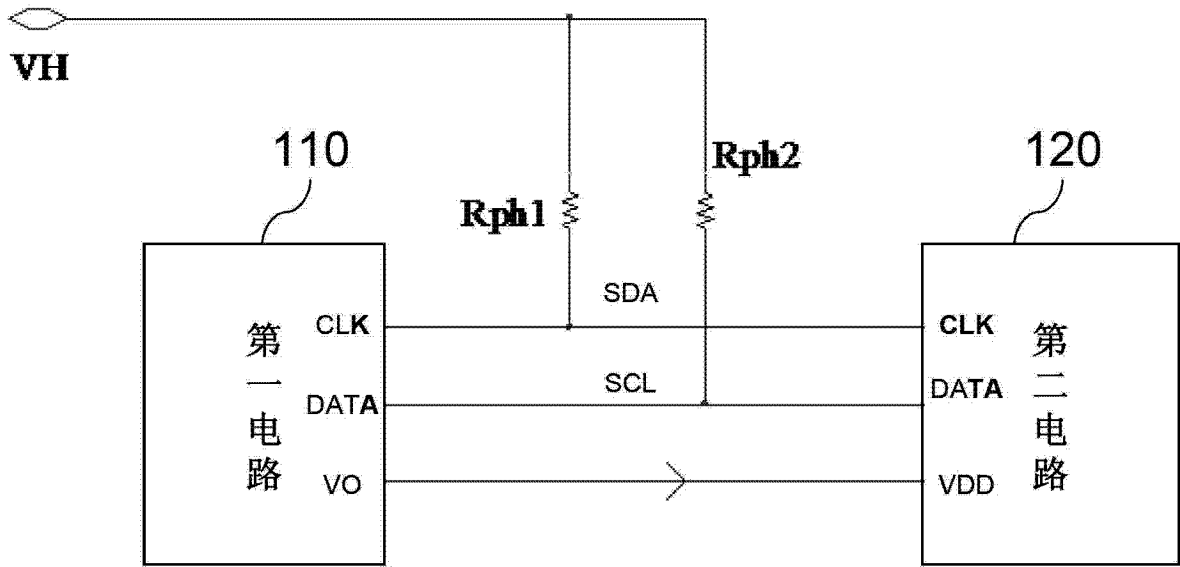 VH
110
120
Rph2
Rph1
SDA
CLK
CLK
SCL
DATA
DATA
VO
VDD
第一电路
第二电路